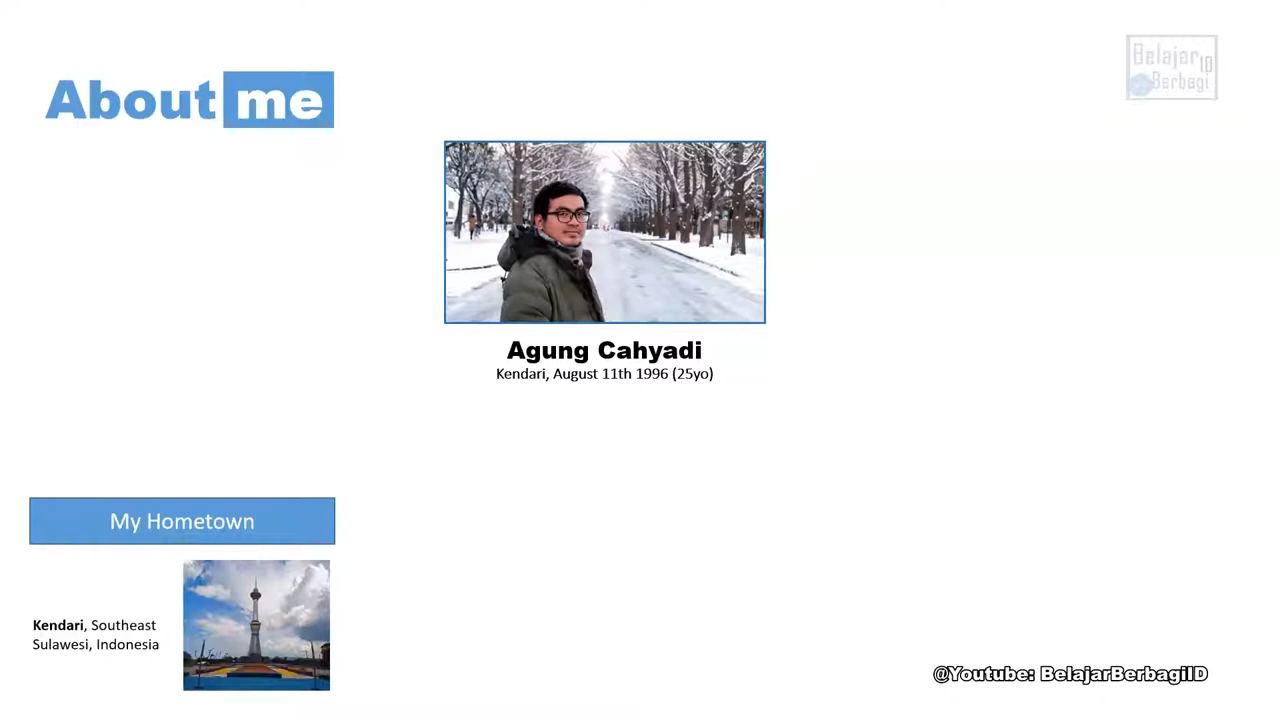 About me
Belajar
ID
Berbagi
Agung Cahyadi
Kendari, August 11th 1996 (25yo)
My Hometown
Kendari, Southeast
Sulawesi, Indonesia
@Youtube: BelajarBerbagiID